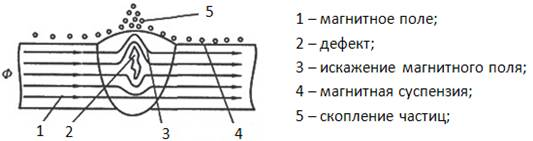 5
Ф
1
2
3
4
1 – магнитное поле;
2 – дефект;
3 – искажение магнитного поля;
4 – магнитная суспензия;
5 – скопление частиц;